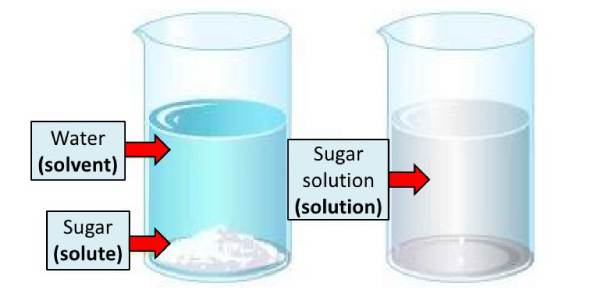 Water
(solvent)
Sugar
(solute)
Sugar
solution
(solution)